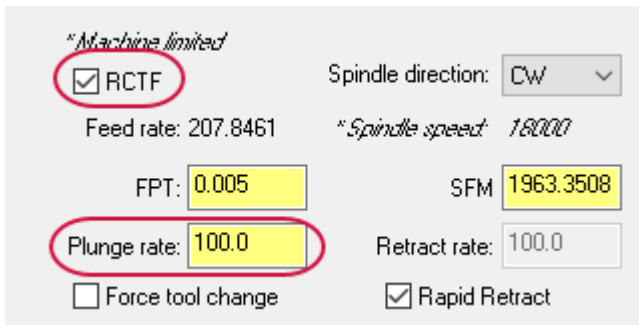 *Machine limited
RCTF Spindle direction: CW
Feed rate: 207.8461 *Spindle speed: 18000
FPT: 0.005 SFM 1963.3508
Plunge rate: 100.0 Retract rate: 100.0
Force tool change Rapid Retract